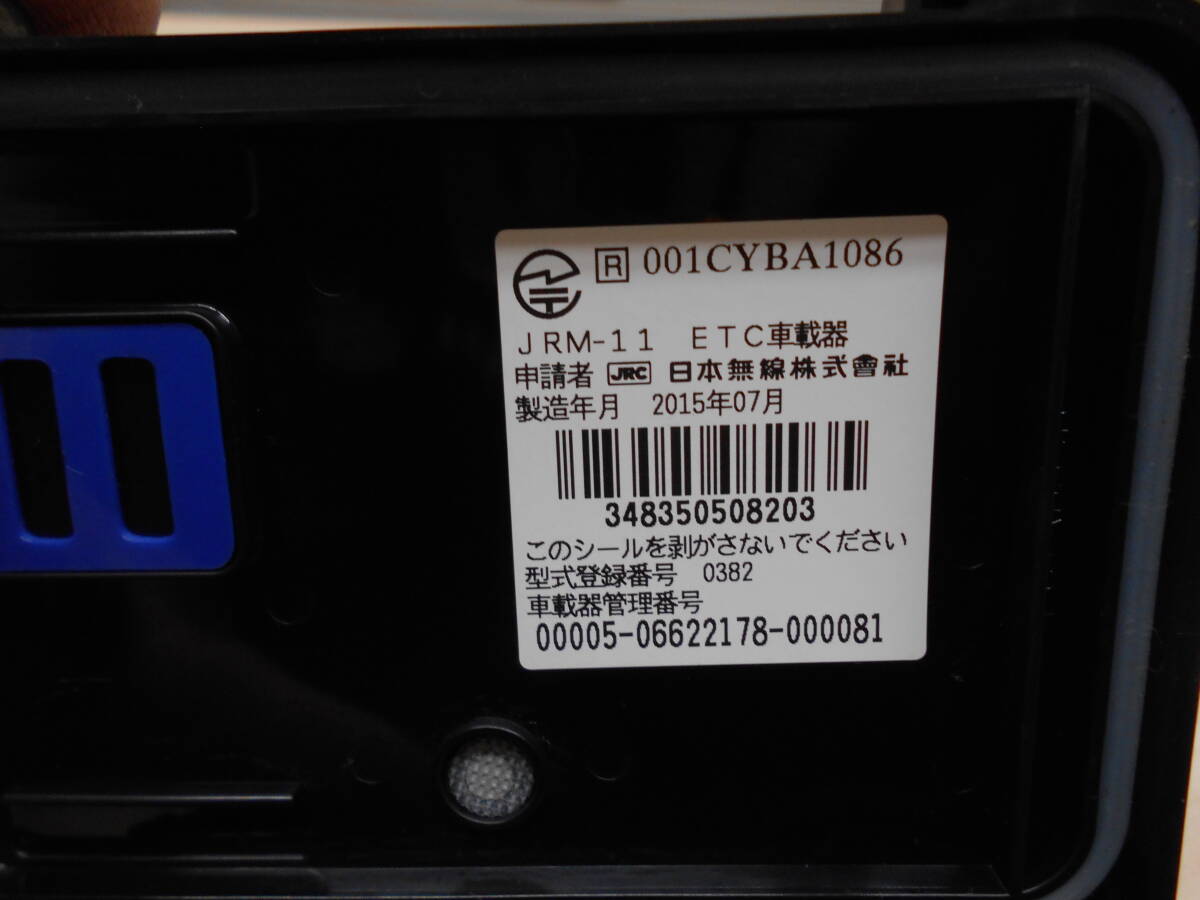 R 001CYBA1086
JRM-11 ETC車載器
申請者 JRC 日本無線株式會社
製造年月 2015年07月
348350508203
このシールを剥がさないでください
型式登録番号 0382
車載器管理番号
00005-06622178-000081